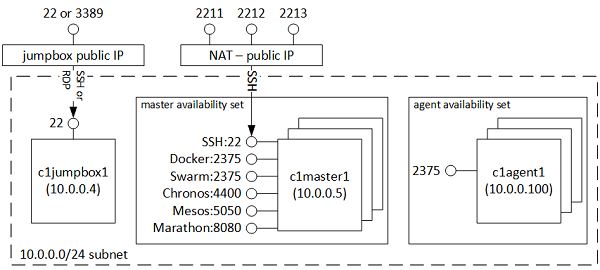 22 or 3389
2211
2212
2213
jumpbox public IP
NAT – public IP
SSH or
RDP
SSH
22
c1jumpbox1
(10.0.0.4)
master availability set
SSH:22
Docker:2375
Swarm:2375
Chronos:4400
Mesos:5050
Marathon:8080
c1master1
(10.0.0.5)
agent availability set
2375
c1agent1
(10.0.0.100)
10.0.0.0/24 subnet